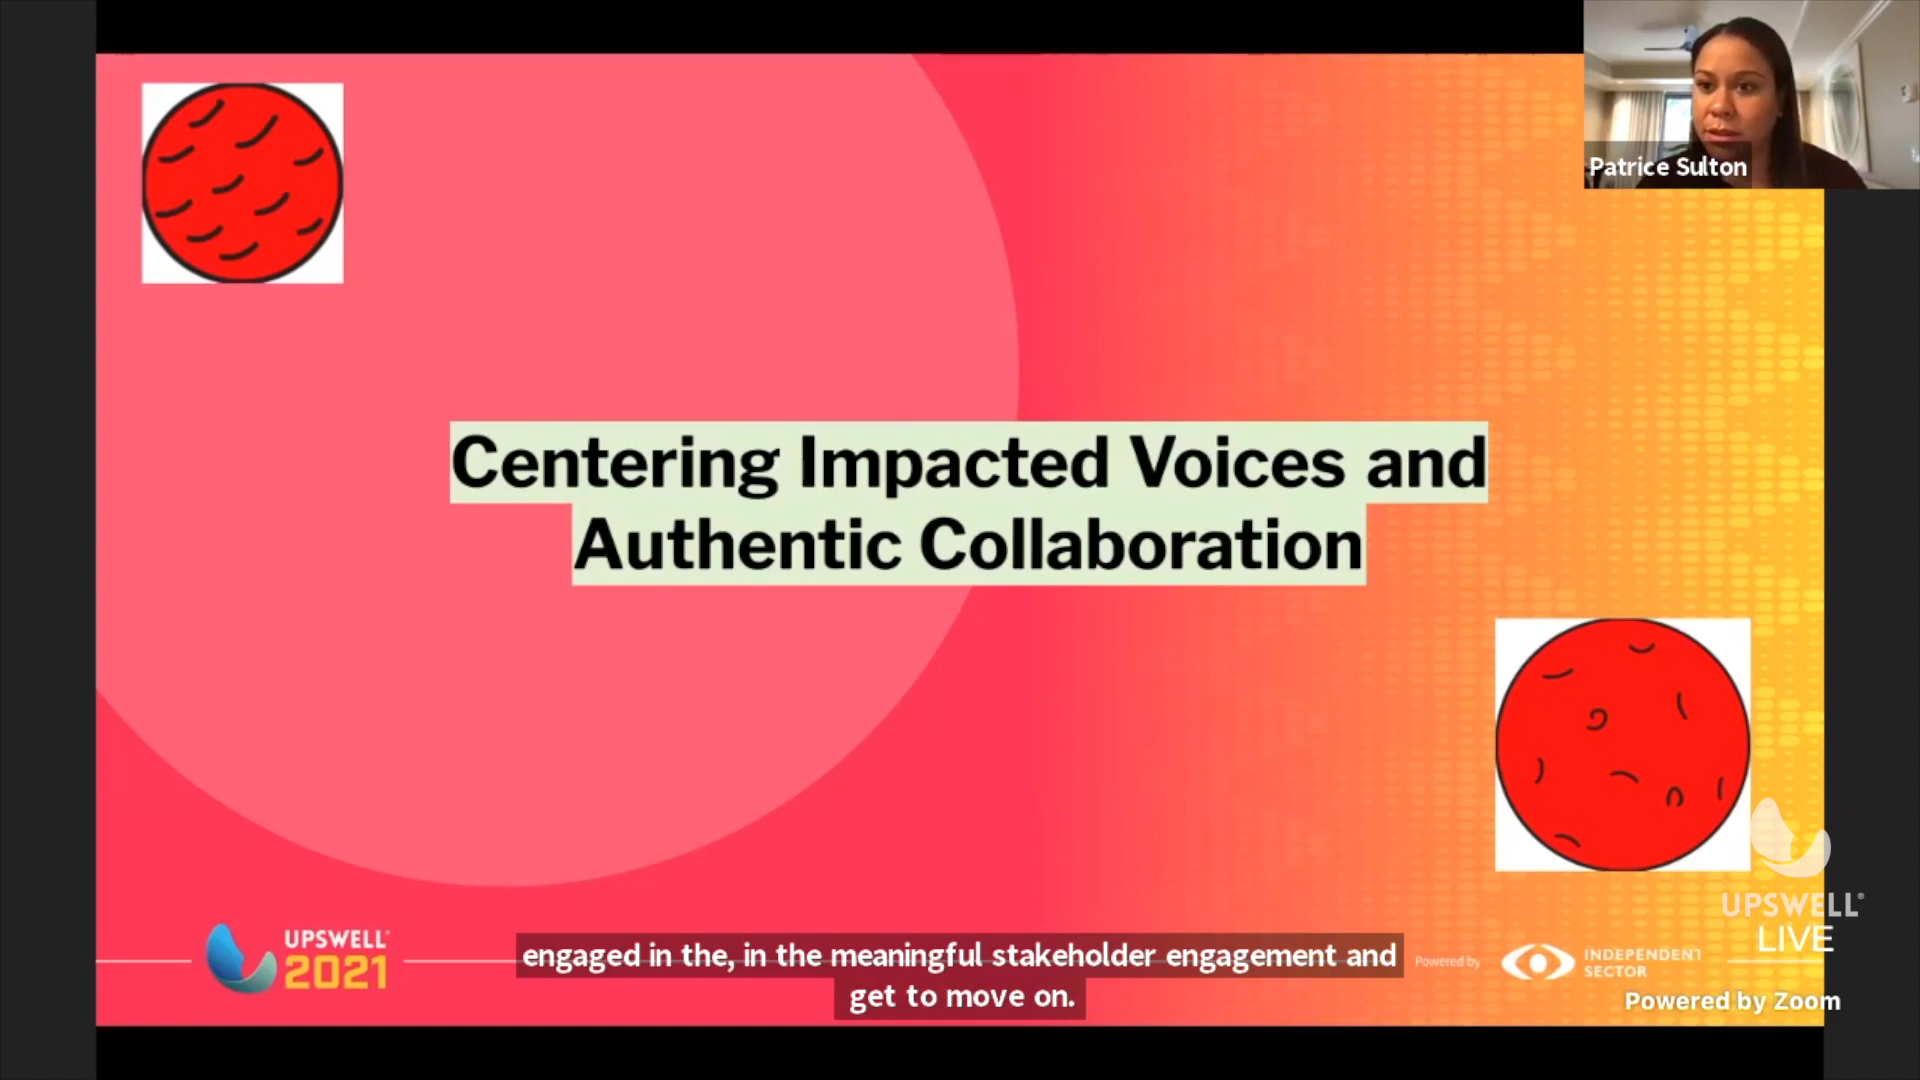 Patrice Sulton
Centering Impacted Voices and
Authentic Collaboration
UPSWELL®
2021
engaged in the, in the meaningful stakeholder engagement and
get to move on.
Powered by
INDEPENDENT
SECTOR
UPSWELL®
LIVE
Powered by Zoom